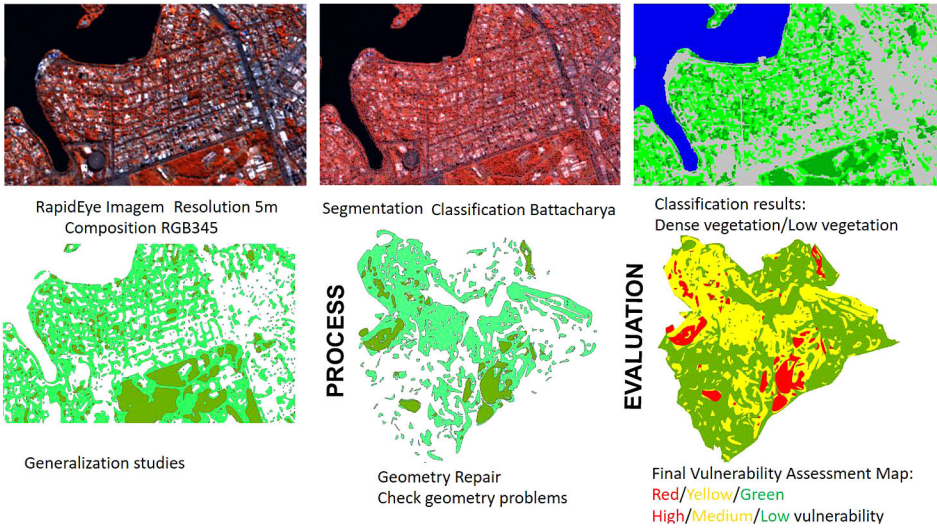 RapidEye Imagem Resolution 5m
Composition RGB345
Segmentation Classification Battacharya
Classification results:
Dense vegetation/Low vegetation
PROCESS
EVALUATION
Generalization studies
Geometry Repair
Check geometry problems
Final Vulnerability Assessment Map:
Red/Yellow/Green
High/Medium/Low vulnerability